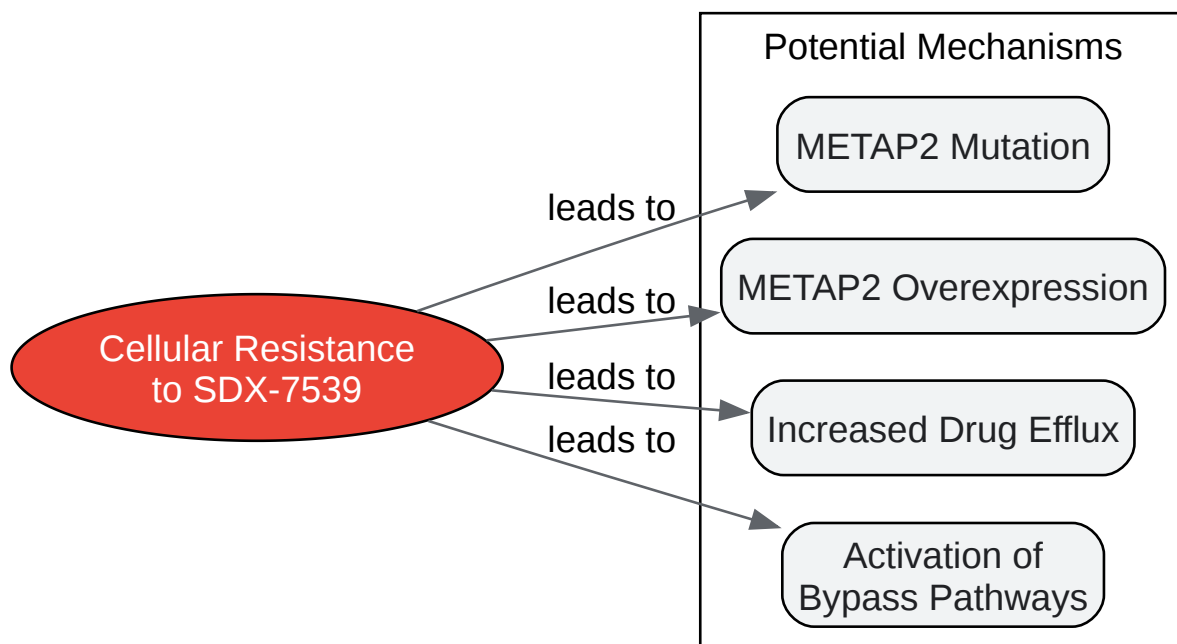 Potential Mechanisms
METAP2 Mutation
leads to
METAP2 Overexpression
leads to
Cellular Resistance
to SDX-7539
leads to
Increased Drug Efflux
leads to
Activation of
Bypass Pathways